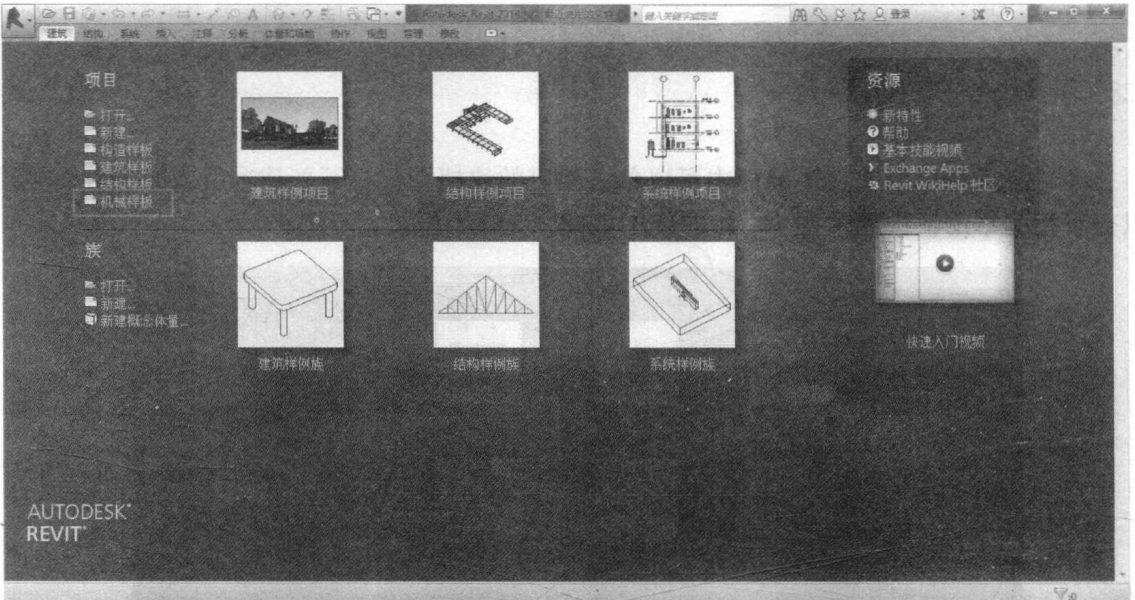 登录
建筑 结构 系统 插入 注释 分析 体量和场地 协作 视图 管理 修改
项目
打开...
新建...
构造样板
建筑样板
结构样板
机械样板
建筑样例项目
结构样例项目
系统样例项目
族
打开...
新建...
新建概念体量...
建筑样例族
结构样例族
系统样例族
资源
新特性
帮助
基本技能视频
Exchange Apps
Revit WikiHelp 社区
快速入门视频
AUTODESK®
REVIT®
:0